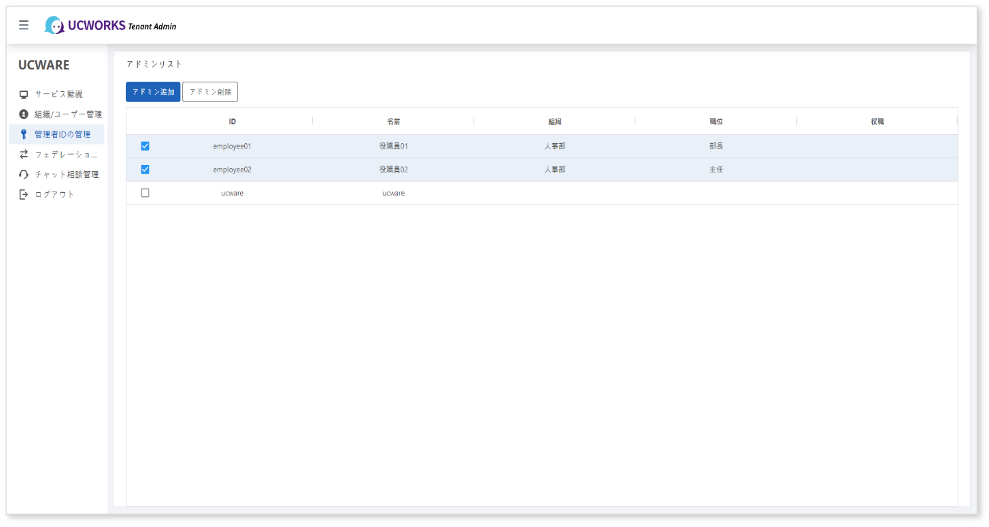 UCWORKS Tenant Admin
UCWARE
サービス監視
組織/ユーザー管理
管理者IDの管理
フェデレーショ...
チャット相談管理
ログアウト
アドミンリスト
アドミン追加 アドミン削除
ID 名前 組織 職位 役職
employee01 役職員01 人事部 部長
employee02 役職員02 人事部 主任
ucware ucware